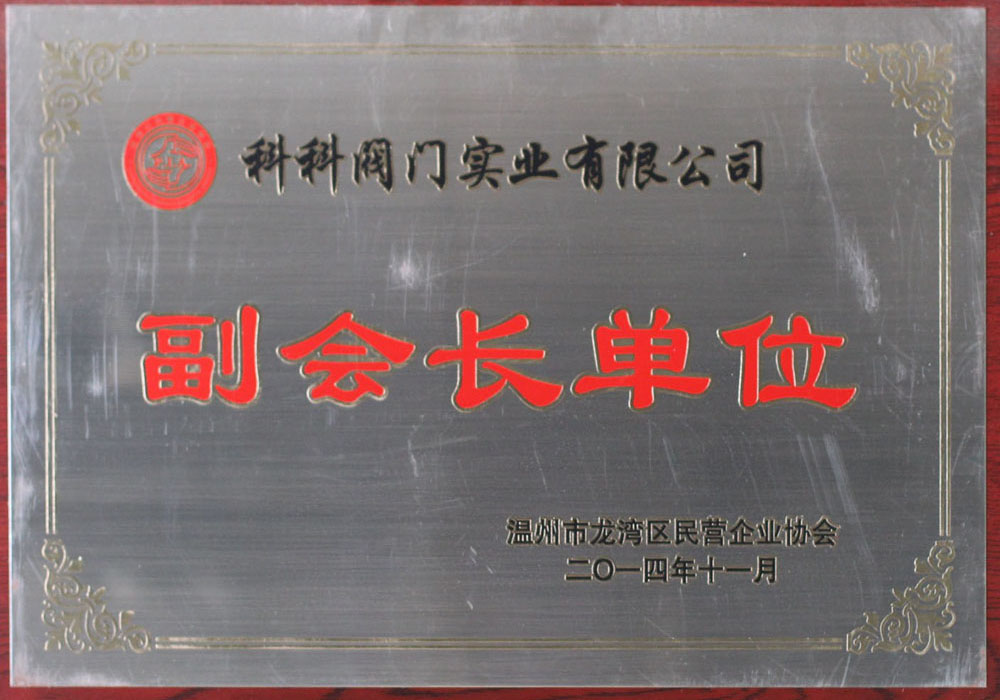 科科阀门实业有限公司
副会长单位
温州市龙湾区民营企业协会
二〇一四年十一月